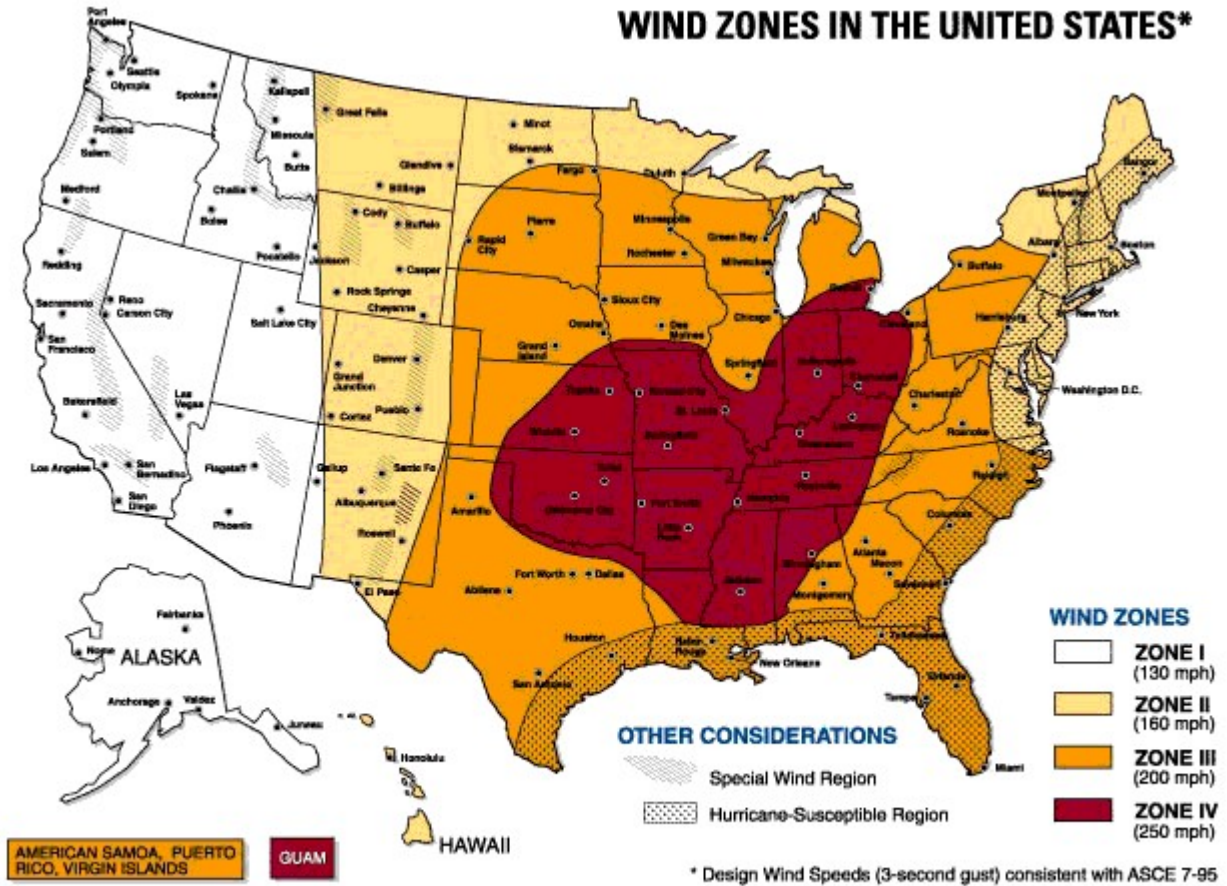 WIND ZONES IN THE UNITED STATES*
Port
Angeles
Seattle
Olympia
Spokane
Kalispell
Great Falls
Minot
Portland
Missoula
Bismarck
Salem
Butte
Glendive
Fargo
Duluth
Bangor
Medford
Challis
Billings
Montpelier
Boise
Cody
Buffalo
Pierre
Minneapolis
Green Bay
Albany
Boston
Redding
Pocatello
Jackson
Rapid
City
Rochester
Milwaukee
Buffalo
Casper
Sacramento
Reno
Carson City
Rock Springs
Cheyenne
Sioux City
Chicago
Cleveland
Harrisburg
New York
San
Francisco
Salt Lake City
Omaha
Des
Moines
Grand
Island
Denver
Springfield
Indianapolis
Grand
Junction
Washington D.C.
Bakersfield
Las
Vegas
Cortez
Pueblo
Topeka
Kansas City
St. Louis
Charleston
Wichita
Roanoke
Los Angeles
San
Bernadino
Flagstaff
Gallup
Santa Fe
Raleigh
San
Diego
Albuquerque
Amarillo
Oklahoma City
Fort Smith
Memphis
Phoenix
Little
Rock
Columbia
Roswell
Birmingham
Atlanta
Macon
El Paso
Fort Worth
Dallas
Abilene
Montgomery
Fairbanks
Houston
Baton
Rouge
Tallahassee
Nome
ALASKA
New Orleans
Orlando
San Antonio
Tampa
Anchorage
Valdez
Juneau
Miami
Honolulu
HAWAII
WIND ZONES
ZONE I
(130 mph)
ZONE II
(160 mph)
ZONE III
(200 mph)
ZONE IV
(250 mph)
OTHER CONSIDERATIONS
Special Wind Region
Hurricane-Susceptible Region
AMERICAN SAMOA, PUERTO
RICO, VIRGIN ISLANDS
GUAM
* Design Wind Speeds (3-second gust) consistent with ASCE 7-95